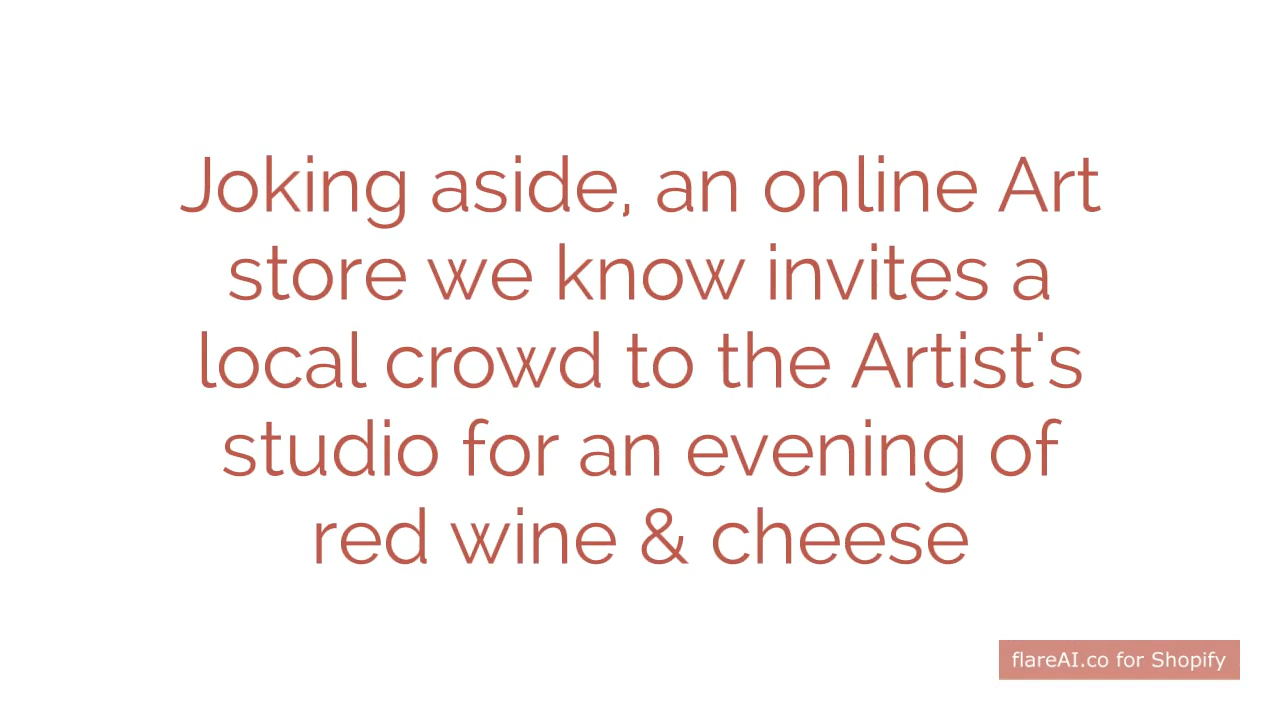 Joking aside, an online Art
store we know invites a
local crowd to the Artist's
studio for an evening of
red wine & cheese
flareAI.co for Shopify